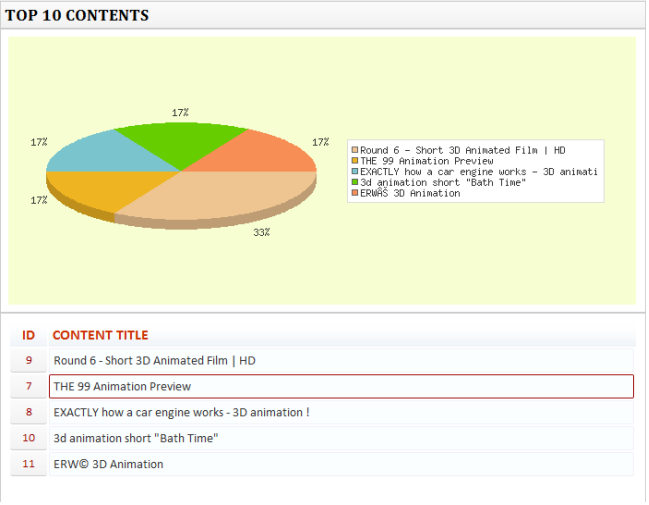 TOP 10 CONTENTS
17%
17%
17%
17%
33%
Round 6 - Short 3D Animated Film | HD
THE 99 Animation Preview
EXACTLY how a car engine works - 3D animati
3d animation short "Bath Time"
ERWÂŠ 3D Animation
ID CONTENT TITLE
9 Round 6 - Short 3D Animated Film | HD
7 THE 99 Animation Preview
8 EXACTLY how a car engine works - 3D animation !
10 3d animation short "Bath Time"
11 ERW© 3D Animation